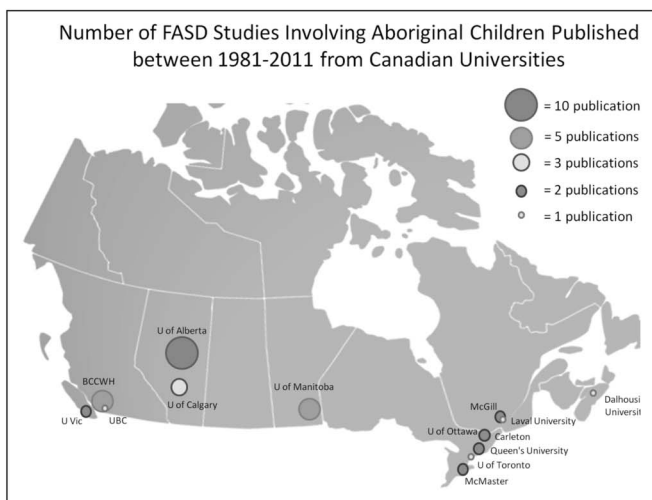 Number of FASD Studies Involving Aboriginal Children Published
between 1981-2011 from Canadian Universities
= 10 publication
= 5 publications
= 3 publications
= 2 publications
= 1 publication
U of Alberta
BCCWH
U of Calgary
U of Manitoba
U Vic
UBC
McGill
Laval University
Dalhousi
Universit
U of Ottawa
Carleton
Queen's University
U of Toronto
McMaster